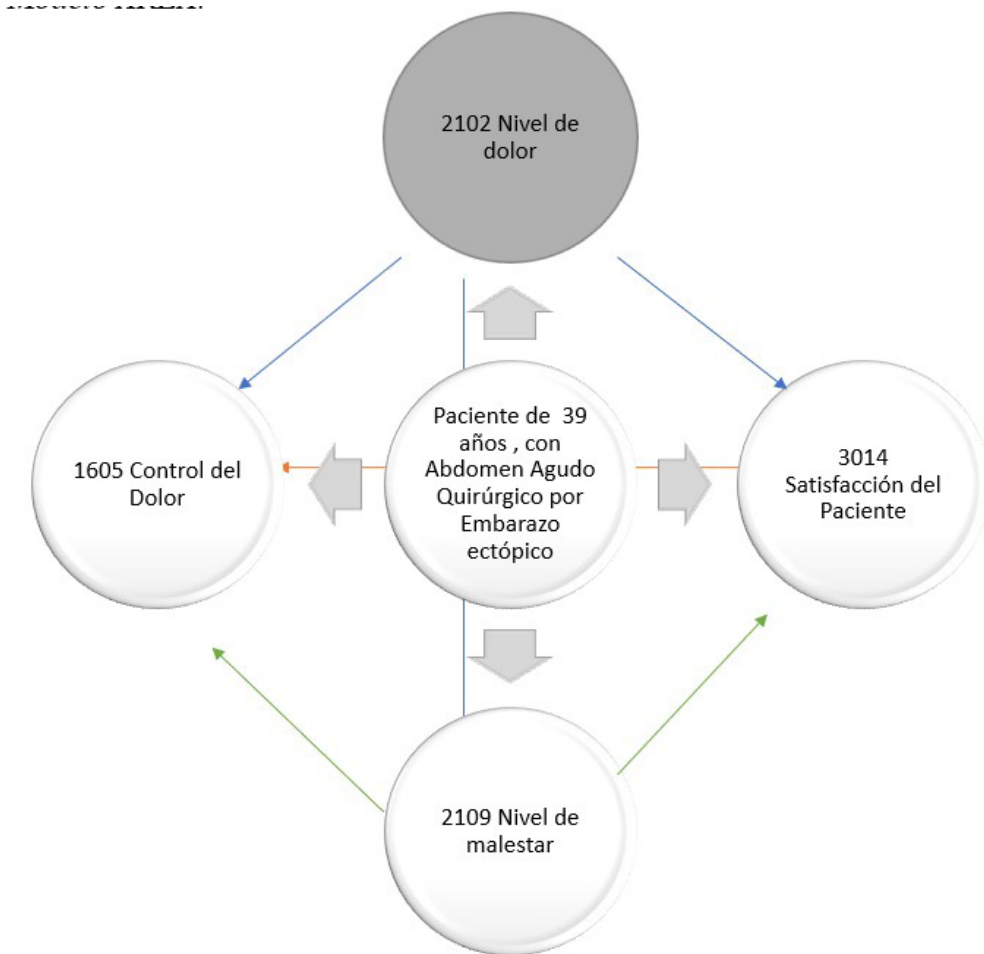 2102 Nivel de
dolor
1605 Control del
Dolor
Paciente de 39
años , con
Abdomen Agudo
Quirúrgico por
Embarazo
ectópico
3014
Satisfacción del
Paciente
2109 Nivel de
malestar